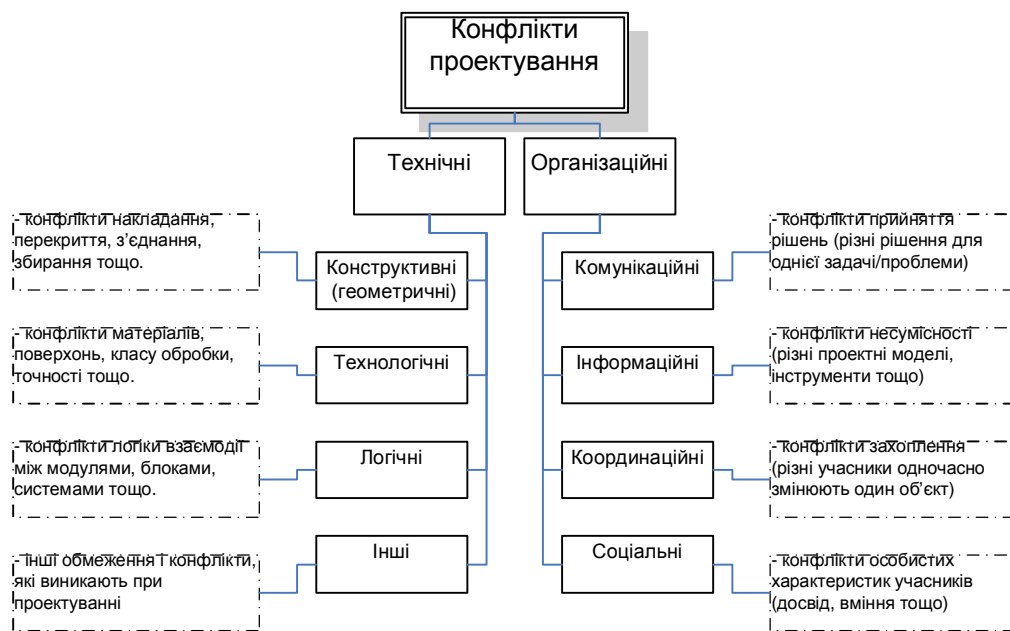 Конфлікти
проектування
Технічні
Організаційні
- конфлікти накладання,
перекриття, з’єднання,
збирання тощо.
Конструктивні
(геометричні)
Комунікаційні
- конфлікти прийняття
рішень (різні рішення для
однієї задачі/проблеми)
- конфлікти матеріалів,
поверхонь, класу обробки,
точності тощо.
Технологічні
Інформаційні
- конфлікти несумісності
(різні проектні моделі,
інструменти тощо)
- конфлікти логіки взаємодії
між модулями, блоками,
системами тощо.
Логічні
Координаційні
- конфлікти захоплення
(різні учасники одночасно
змінюють один об’єкт)
- інші обмеження і конфлікти,
які виникають при
проектуванні
Інші
Соціальні
- конфлікти особистих
характеристик учасників
(досвід, вміння тощо)